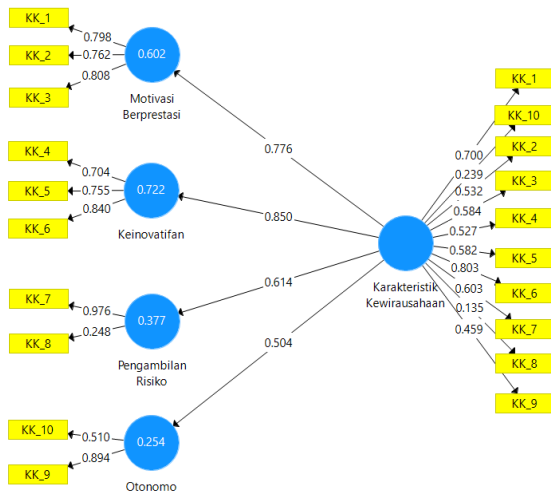 KK_1
KK_2
KK_3
0.798
0.762
0.808
0.602
Motivasi
Berprestasi
KK_4
KK_5
KK_6
0.704
0.755
0.840
0.722
Keinovatifan
KK_7
KK_8
0.976
0.248
0.377
Pengambilan
Risiko
KK_10
KK_9
0.510
0.894
0.254
Otonomo
0.776
0.850
0.614
0.504
Karakteristik
Kewirausahaan
0.700
0.239
0.532
0.584
0.527
0.582
0.803
0.603
0.135
0.459
KK_1
KK_10
KK_2
KK_3
KK_4
KK_5
KK_6
KK_7
KK_8
KK_9